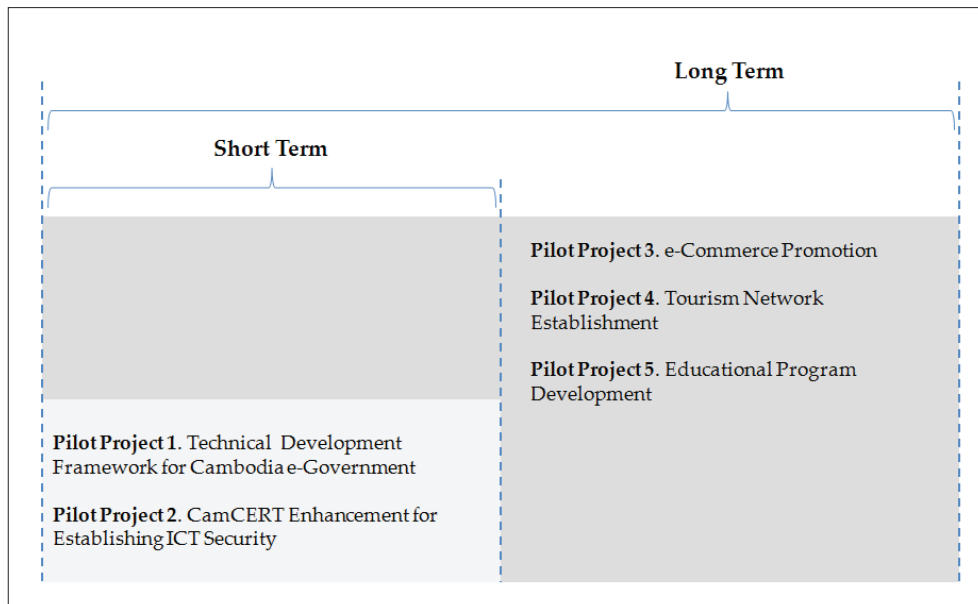 Long Term
Short Term
Pilot Project 3. e-Commerce Promotion
Pilot Project 4. Tourism Network
Establishment
Pilot Project 5. Educational Program
Development
Pilot Project 1. Technical Development
Framework for Cambodia e-Government
Pilot Project 2. CamCERT Enhancement for
Establishing ICT Security